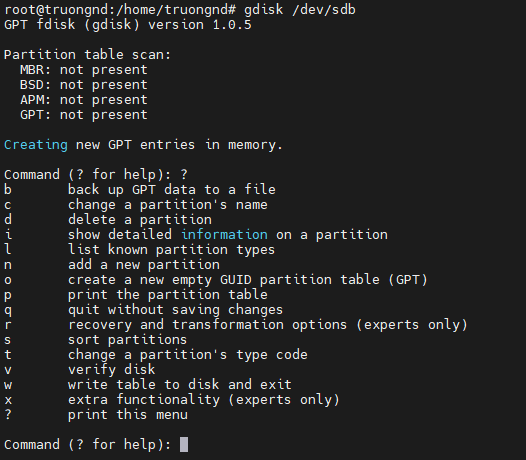 root@truongnd:/home/truongnd# gdisk /dev/sdb
GPT fdisk (gdisk) version 1.0.5

Partition table scan:
  MBR: not present
  BSD: not present
  APM: not present
  GPT: not present

Creating new GPT entries in memory.

Command (? for help): ?
b       back up GPT data to a file
c       change a partition's name
d       delete a partition
i       show detailed information on a partition
l       list known partition types
n       add a new partition
o       create a new empty GUID partition table (GPT)
p       print the partition table
q       quit without saving changes
r       recovery and transformation options (experts only)
s       sort partitions
t       change a partition's type code
v       verify disk
w       write table to disk and exit
x       extra functionality (experts only)
?       print this menu

Command (? for help):